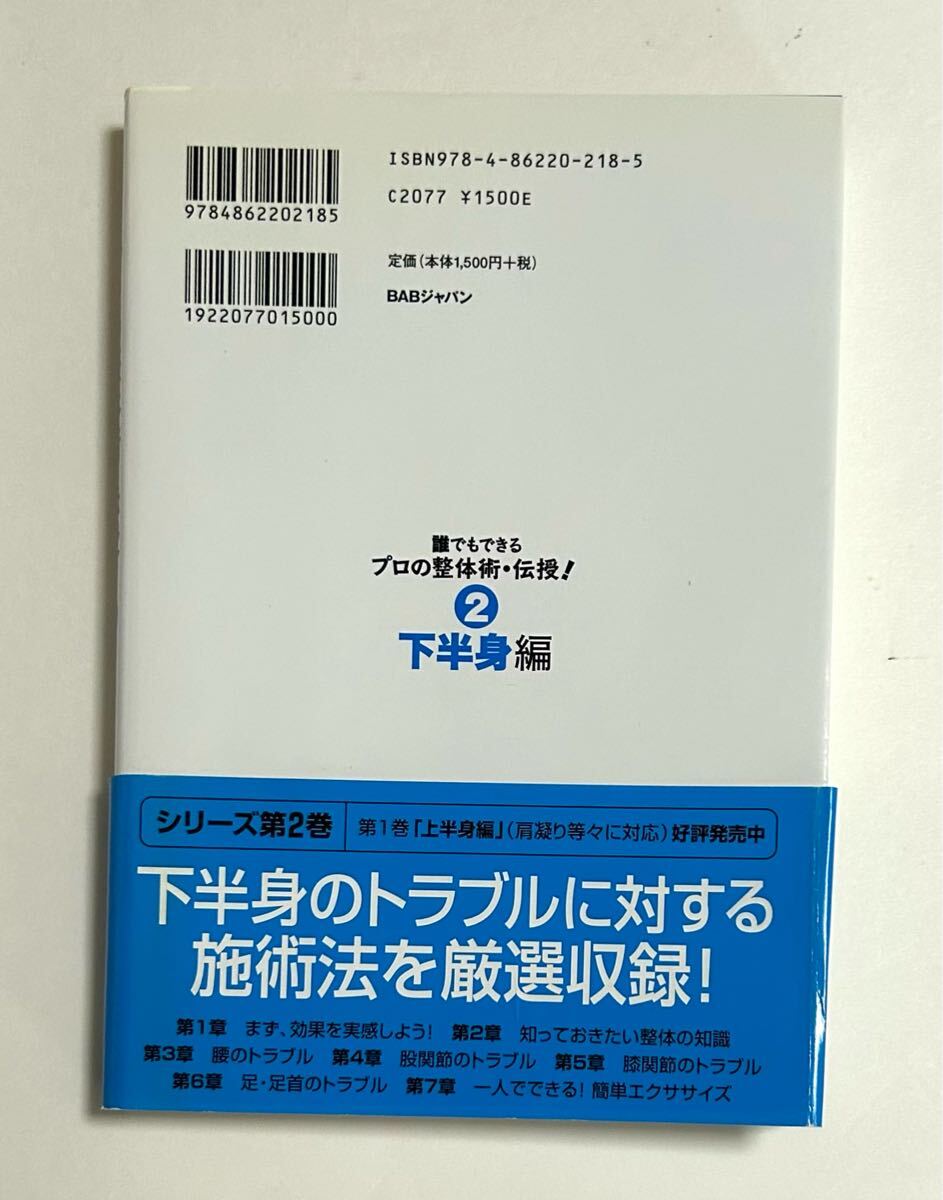 ISBN978-4-86220-218-5
9784862202185
C2077 ¥1500E
定価(本体1,500円+税)
1922077015000
BABジャパン
誰でもできる
プロの整体術・伝授!
2
下半身編
シリーズ第2巻 第1巻「上半身編」(肩凝り等々に対応)好評発売中
下半身のトラブルに対する
施術法を厳選収録!
第1章 まず、効果を実感しよう! 第2章 知っておきたい整体の知識
第3章 腰のトラブル 第4章 股関節のトラブル 第5章 膝関節のトラブル
第6章 足・足首のトラブル 第7章 一人でできる! 簡単エクササイズ